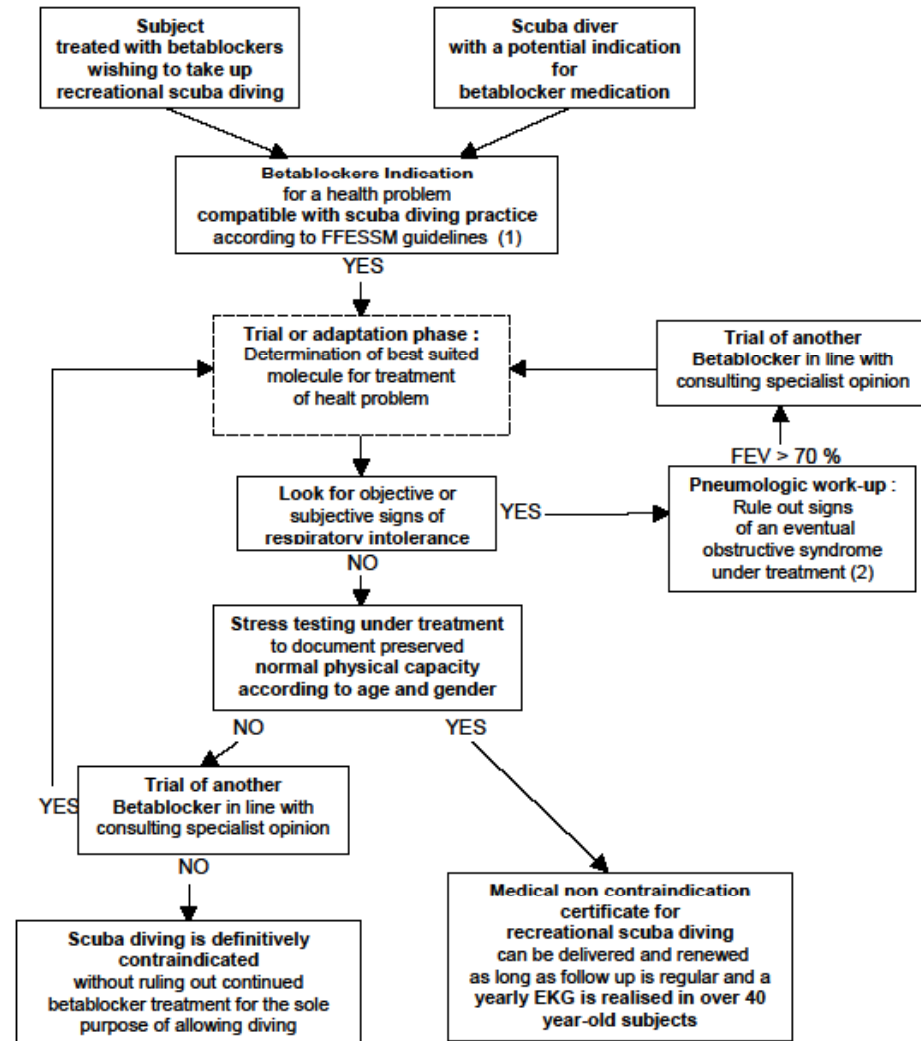 Subject
treated with betablockers
wishing to take up
recreational scuba diving
Scuba diver
with a potential indication
for
betablocker medication
Betablockers Indication
for a health problem
compatible with scuba diving practice
according to FFESSM guidelines (1)
YES
Trial or adaptation phase :
Determination of best suited
molecule for treatment
of healt problem
Trial of another
Betablocker in line with
consulting specialist opinion
FEV > 70 %
Look for objective or
subjective signs of
respiratory intolerance
YES
Pneumologic work-up :
Rule out signs
of an eventual
obstructive syndrome
under treatment (2)
NO
Stress testing under treatment
to document preserved
normal physical capacity
according to age and gender
NO
YES
Trial of another
Betablocker in line with
consulting specialist opinion
YES
NO
Scuba diving is definitively
contraindicated
without ruling out continued
betablocker treatment for the sole
purpose of allowing diving
Medical non contraindication
certificate for
recreational scuba diving
can be delivered and renewed
as long as follow up is regular and a
yearly EKG is realised in over 40
year-old subjects